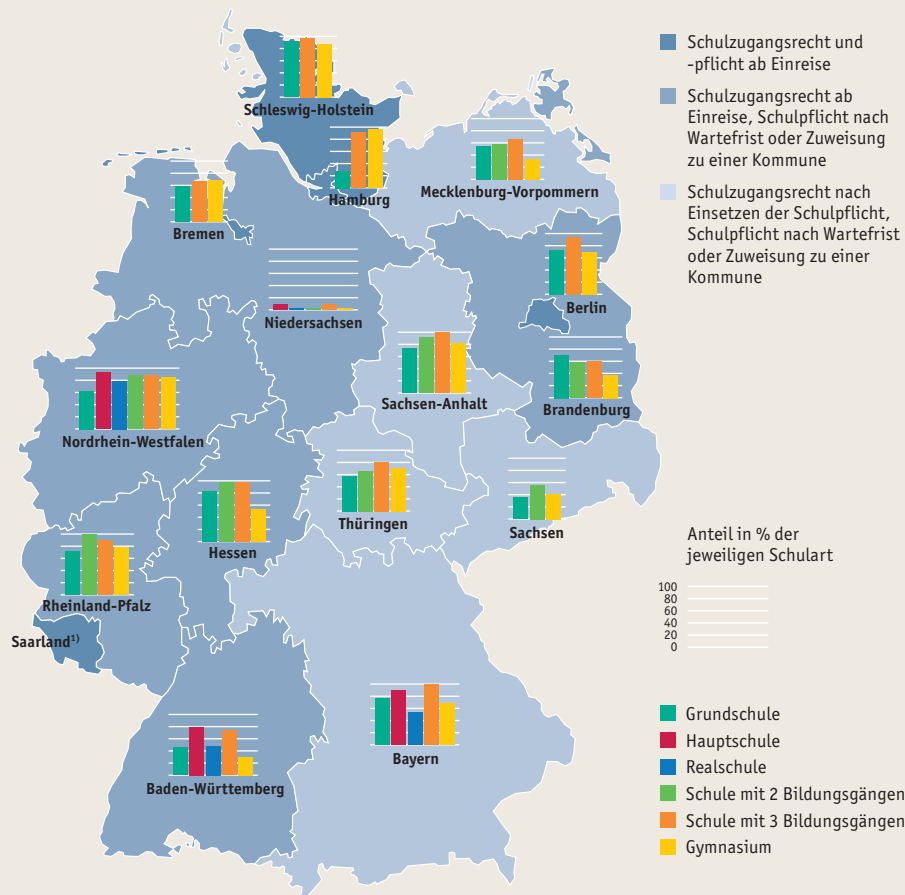 Schulzugangsrecht und
-pflicht ab Einreise
Schulzugangsrecht ab
Einreise, Schulpflicht nach
Wartefrist oder Zuweisung
zu einer Kommune
Schulzugangsrecht nach
Einsetzen der Schulpflicht,
Schulpflicht nach Wartefrist
oder Zuweisung zu einer
Kommune
Schleswig-Holstein
Hamburg
Mecklenburg-Vorpommern
Bremen
Niedersachsen
Berlin
Sachsen-Anhalt
Brandenburg
Nordrhein-Westfalen
Thüringen
Sachsen
Hessen
Rheinland-Pfalz
Saarland¹⁾
Bayern
Baden-Württemberg
Anteil in % der
jeweiligen Schulart
100
80
60
40
20
0
Grundschule
Hauptschule
Realschule
Schule mit 2 Bildungsgängen
Schule mit 3 Bildungsgängen
Gymnasium